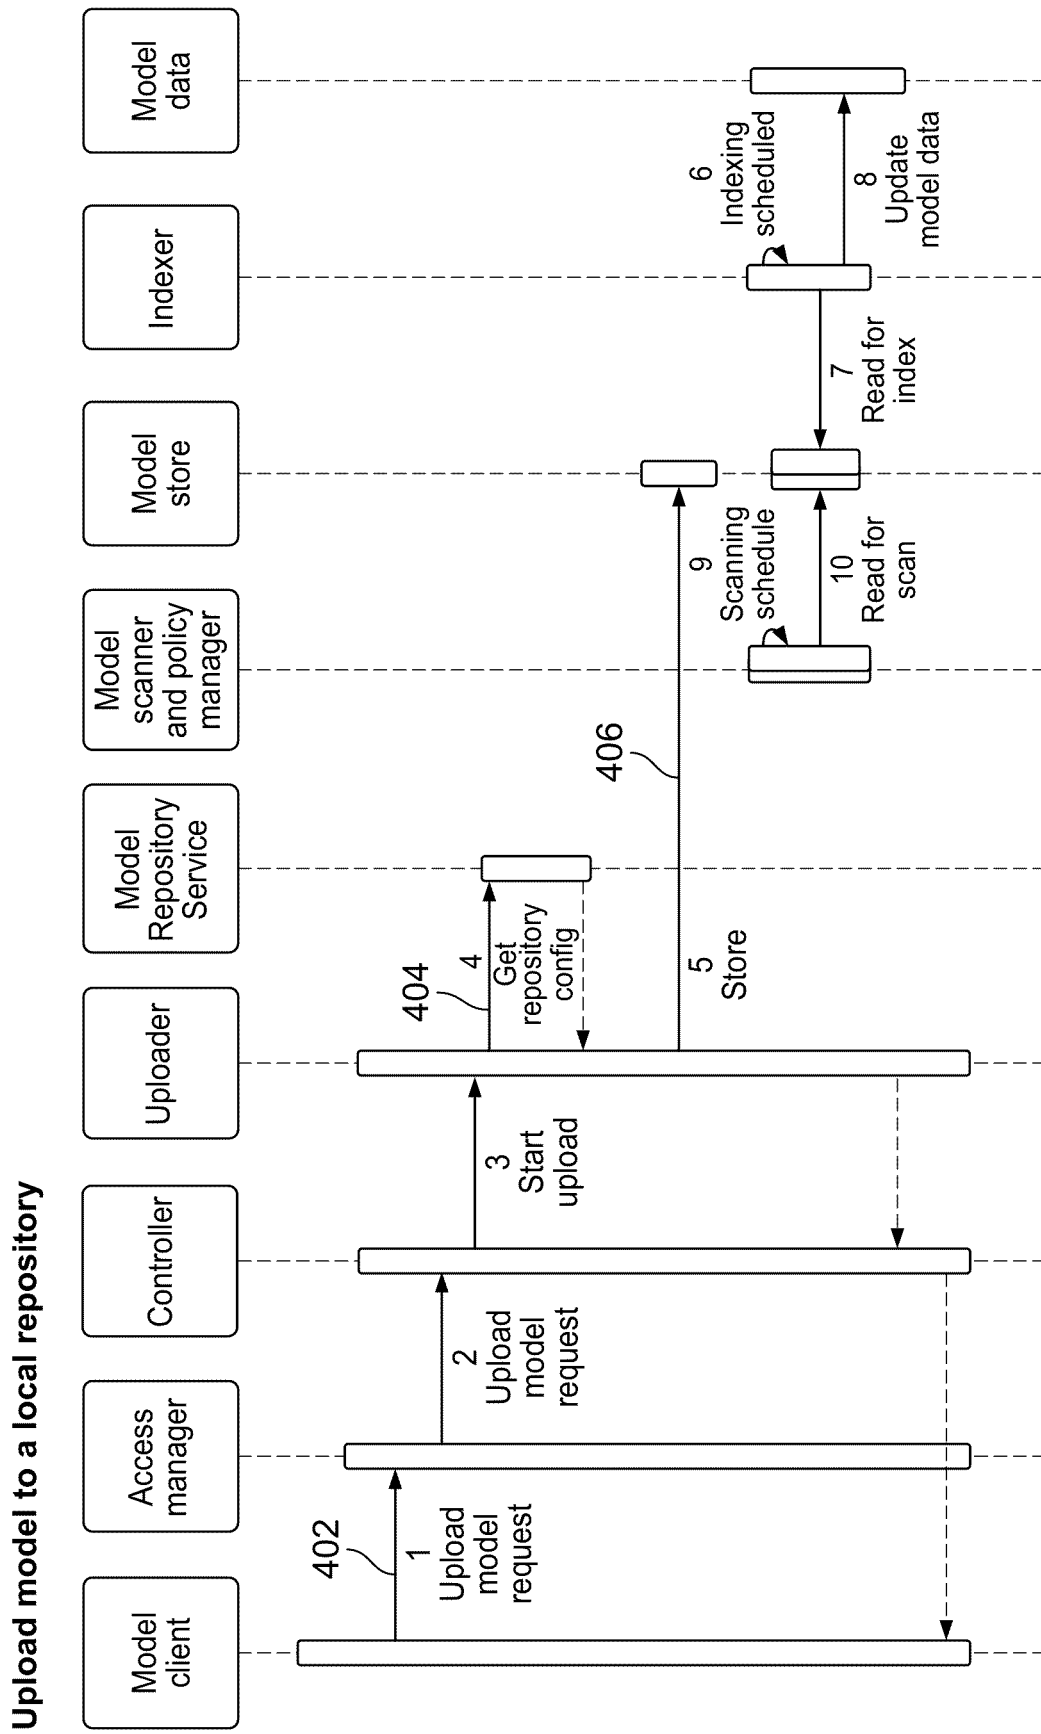 Upload model to a local repository
Model
client
Access
manager
Controller
Uploader
Model
Repository
Service
Model
scanner
and policy
manager
Model
store
Indexer
Model
data
402
1
Upload
model
request
2
Upload
model
request
3
Start
upload
404
4
Get
repository
config
406
5
Store
6
Indexing
scheduled
7
Read for
index
8
Update
model data
9
Scanning
schedule
10
Read for
scan